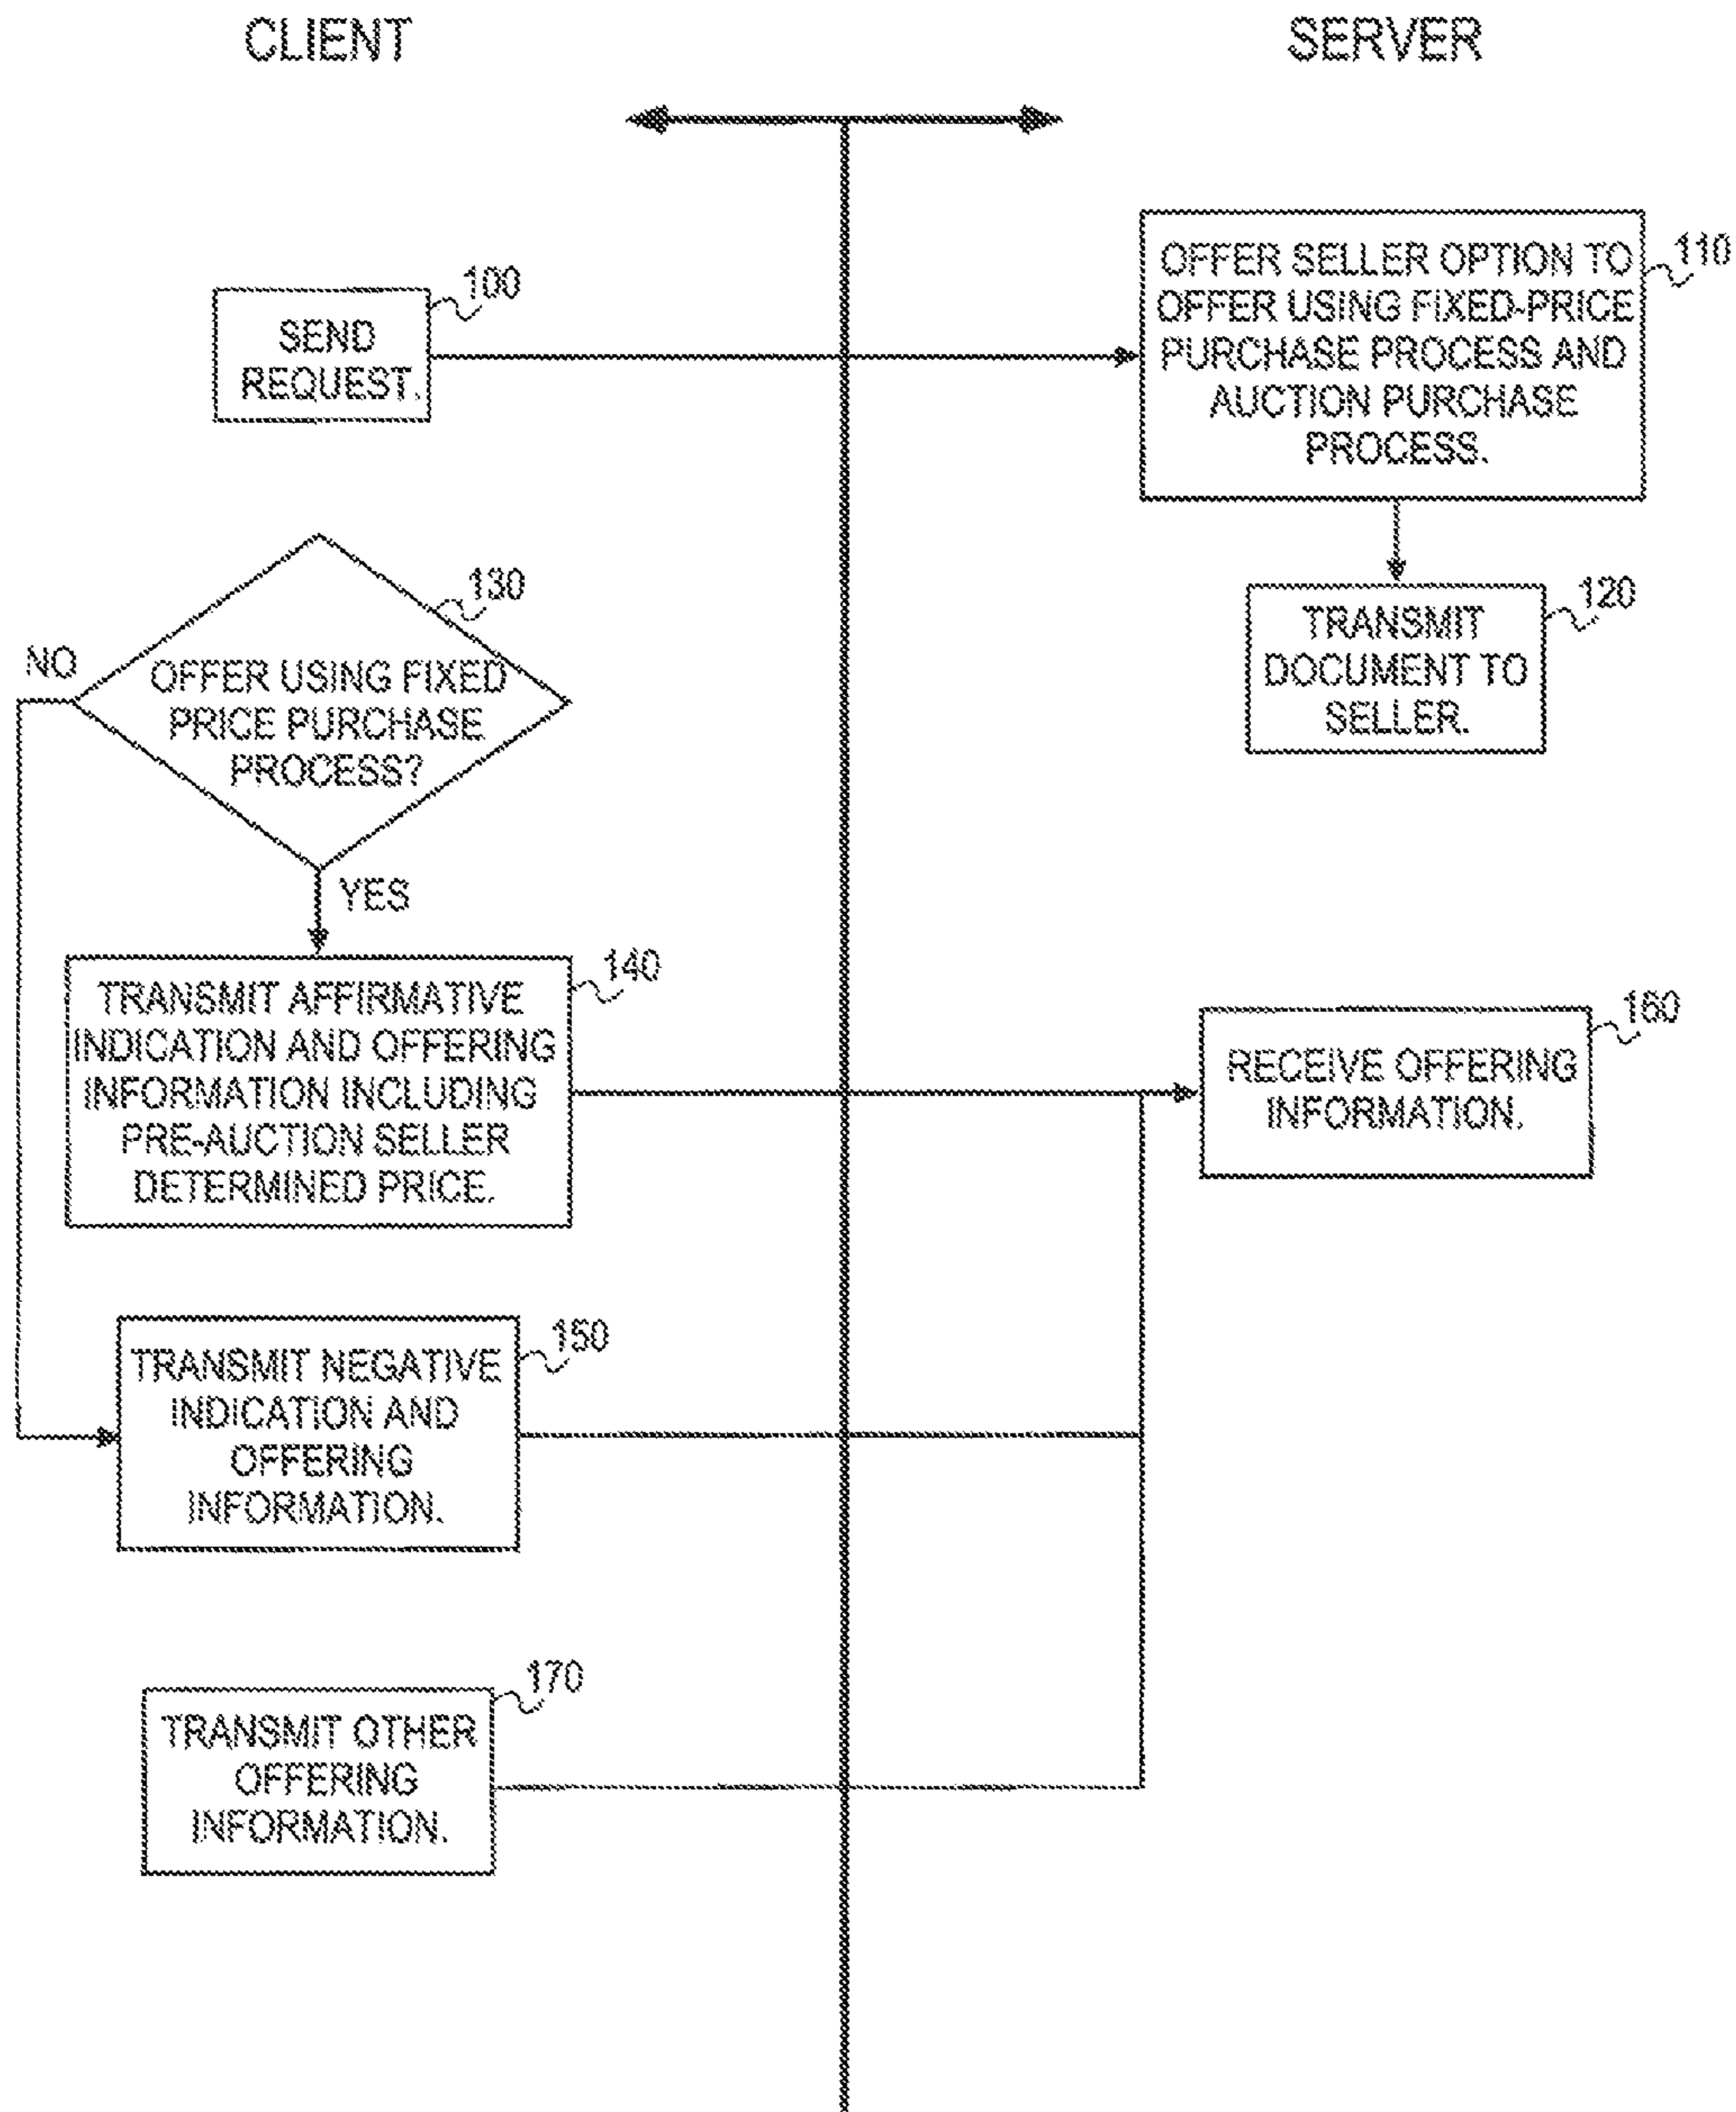 CLIENT
SERVER
100
SEND
REQUEST.
110
OFFER SELLER OPTION TO
OFFER USING FIXED-PRICE
PURCHASE PROCESS AND
AUCTION PURCHASE
PROCESS.
120
TRANSMIT
DOCUMENT TO
SELLER.
130
NO
OFFER USING FIXED
PRICE PURCHASE
PROCESS?
YES
140
TRANSMIT AFFIRMATIVE
INDICATION AND OFFERING
INFORMATION INCLUDING
PRE-AUCTION SELLER
DETERMINED PRICE.
160
RECEIVE OFFERING
INFORMATION.
150
TRANSMIT NEGATIVE
INDICATION AND
OFFERING
INFORMATION.
170
TRANSMIT OTHER
OFFERING
INFORMATION.